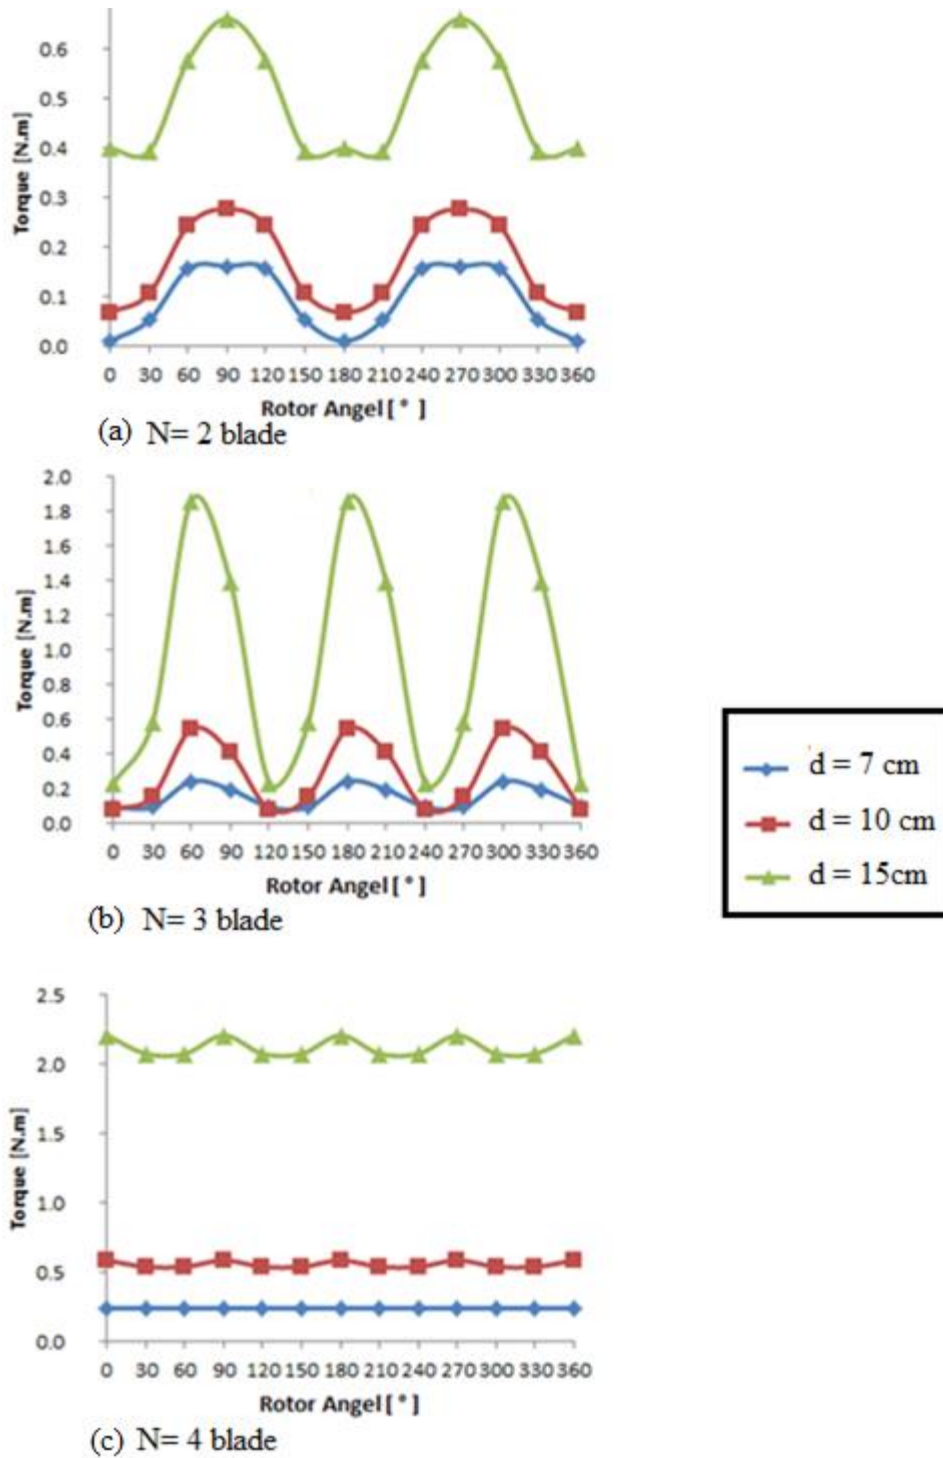 0.6
0.5
0.4
0.3
0.2
0.1
0.0
Torque [N.m]
0 30 60 90 120 150 180 210 240 270 300 330 360
Rotor Angel [ ° ]
(a) N= 2 blade
2.0
1.8
1.6
1.4
1.2
1.0
0.8
0.6
0.4
0.2
0.0
Torque [N.m]
0 30 60 90 120 150 180 210 240 270 300 330 360
Rotor Angel [ ° ]
(b) N= 3 blade
d = 7 cm
d = 10 cm
d = 15cm
2.5
2.0
1.5
1.0
0.5
0.0
Torque [N.m]
0 30 60 90 120 150 180 210 240 270 300 330 360
Rotor Angel [ ° ]
(c) N= 4 blade